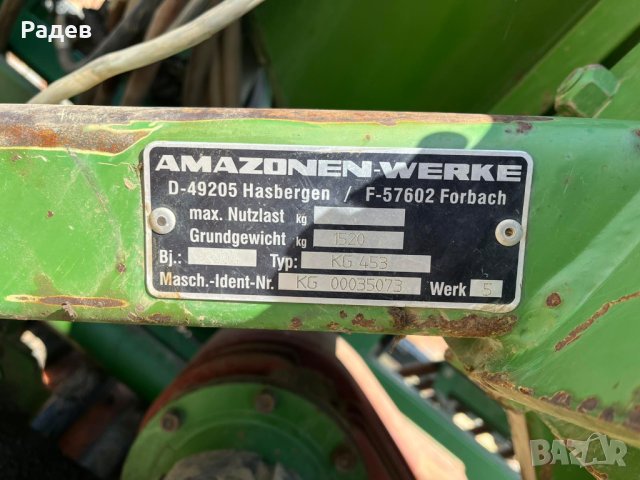 Радев
AMAZONEN-WERKE
D-49205 Hasbergen / F-57602 Forbach
max. Nutzlast kg
Grundgewicht kg 1520
Bj.: Typ: KG 453
Masch.-Ident-Nr. KG 00035073 Werk 5
BAZAR